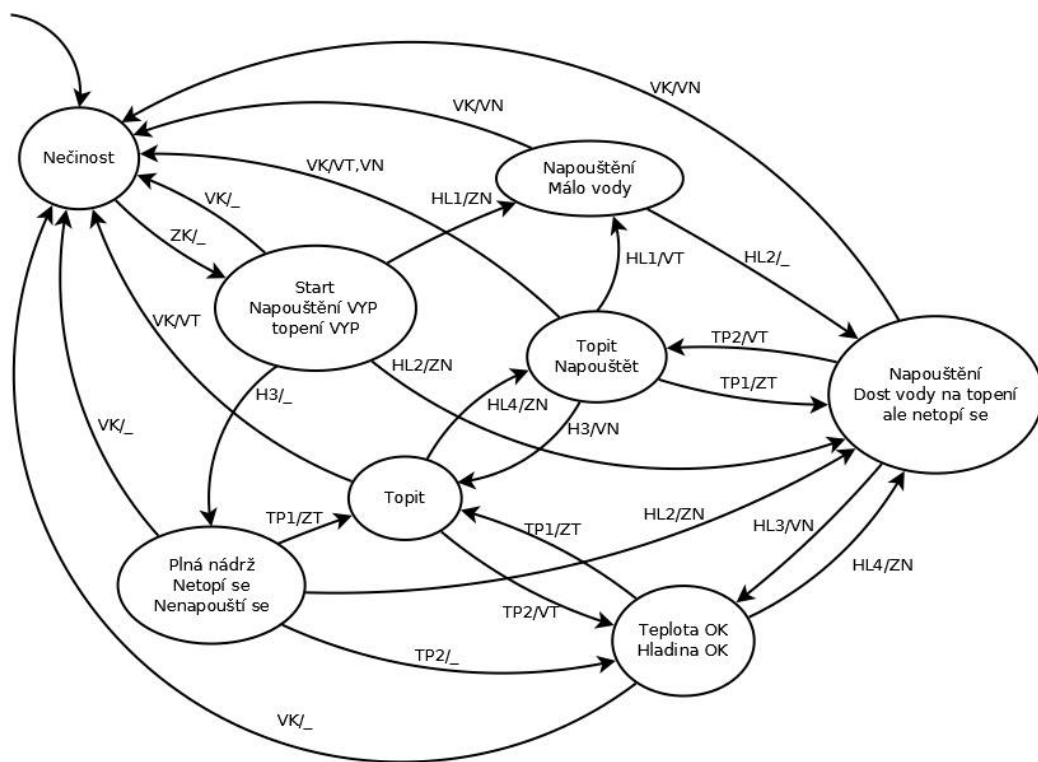 VK/VN
VK/VN
Nečinost
VK/VT,VN
Napouštění
Málo vody
VK/_
HL1/ZN
ZK/_
HL1/VT
HL2/_
Start
Napouštění VYP
topení VYP
VK/VT
TP2/VT
Topit
Napouštět
HL2/ZN
TP1/ZT
Napouštění
Dost vody na topení
ale netopí se
H3/_
HL4/ZN
H3/VN
VK/_
Topit
HL2/ZN
TP1/ZT
TP1/ZT
HL3/VN
HL4/ZN
Plná nádrž
Netopí se
Nenapouští se
TP2/VT
Teplota OK
Hladina OK
TP2/_
VK/_